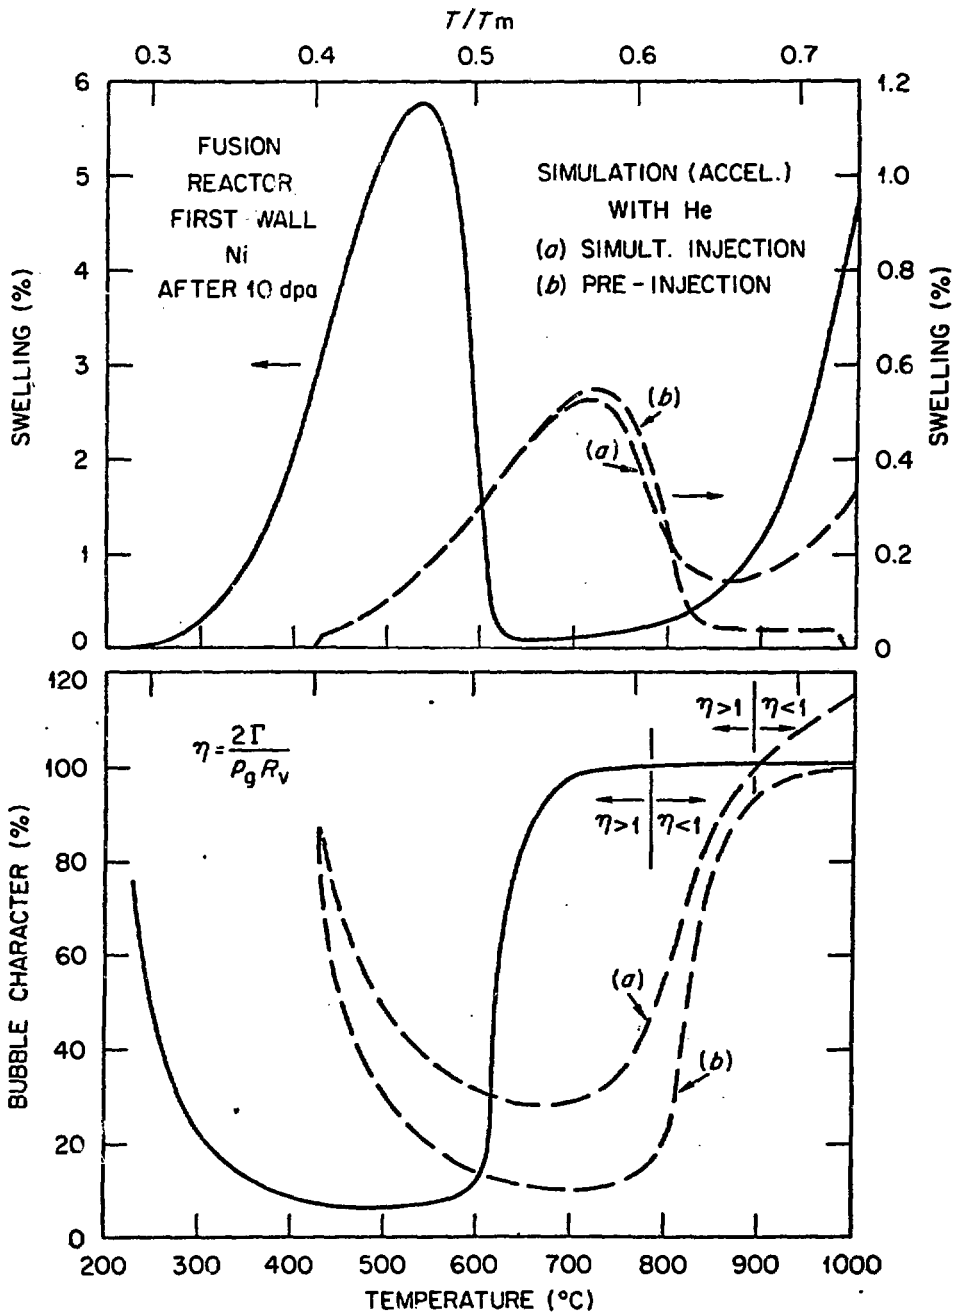 T/Tm
0.3 0.4 0.5 0.6 0.7
6
5
4
3
2
1
0
SWELLING (%)
FUSION
REACTOR
FIRST WALL
Ni
AFTER 10 dpa
SIMULATION (ACCEL.)
WITH He
(a) SIMULT. INJECTION
(b) PRE-INJECTION
(b)
(a)
1.2
1.0
0.8
0.6
0.4
0.2
0
SWELLING (%)
120
100
80
60
40
20
0
BUBBLE CHARACTER (%)
η = 2Γ / PgRv
η>1 η<1
η>1 η<1
(a)
(b)
200 300 400 500 600 700 800 900 1000
TEMPERATURE (°C)